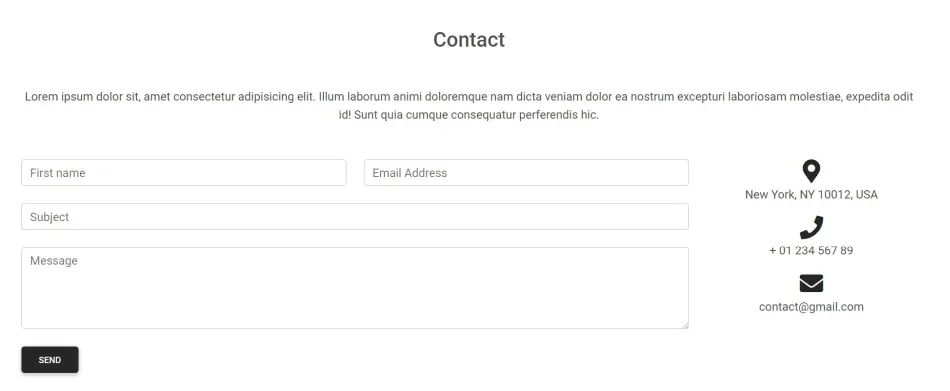 Contact
Lorem ipsum dolor sit, amet consectetur adipisicing elit. Illum laborum animi doloremque nam dicta veniam dolor ea nostrum excepturi laboriosam molestiae, expedita odit
id! Sunt quia cumque consequatur perferendis hic.
First name
Email Address
Subject
Message
SEND
New York, NY 10012, USA
+ 01 234 567 89
contact@gmail.com